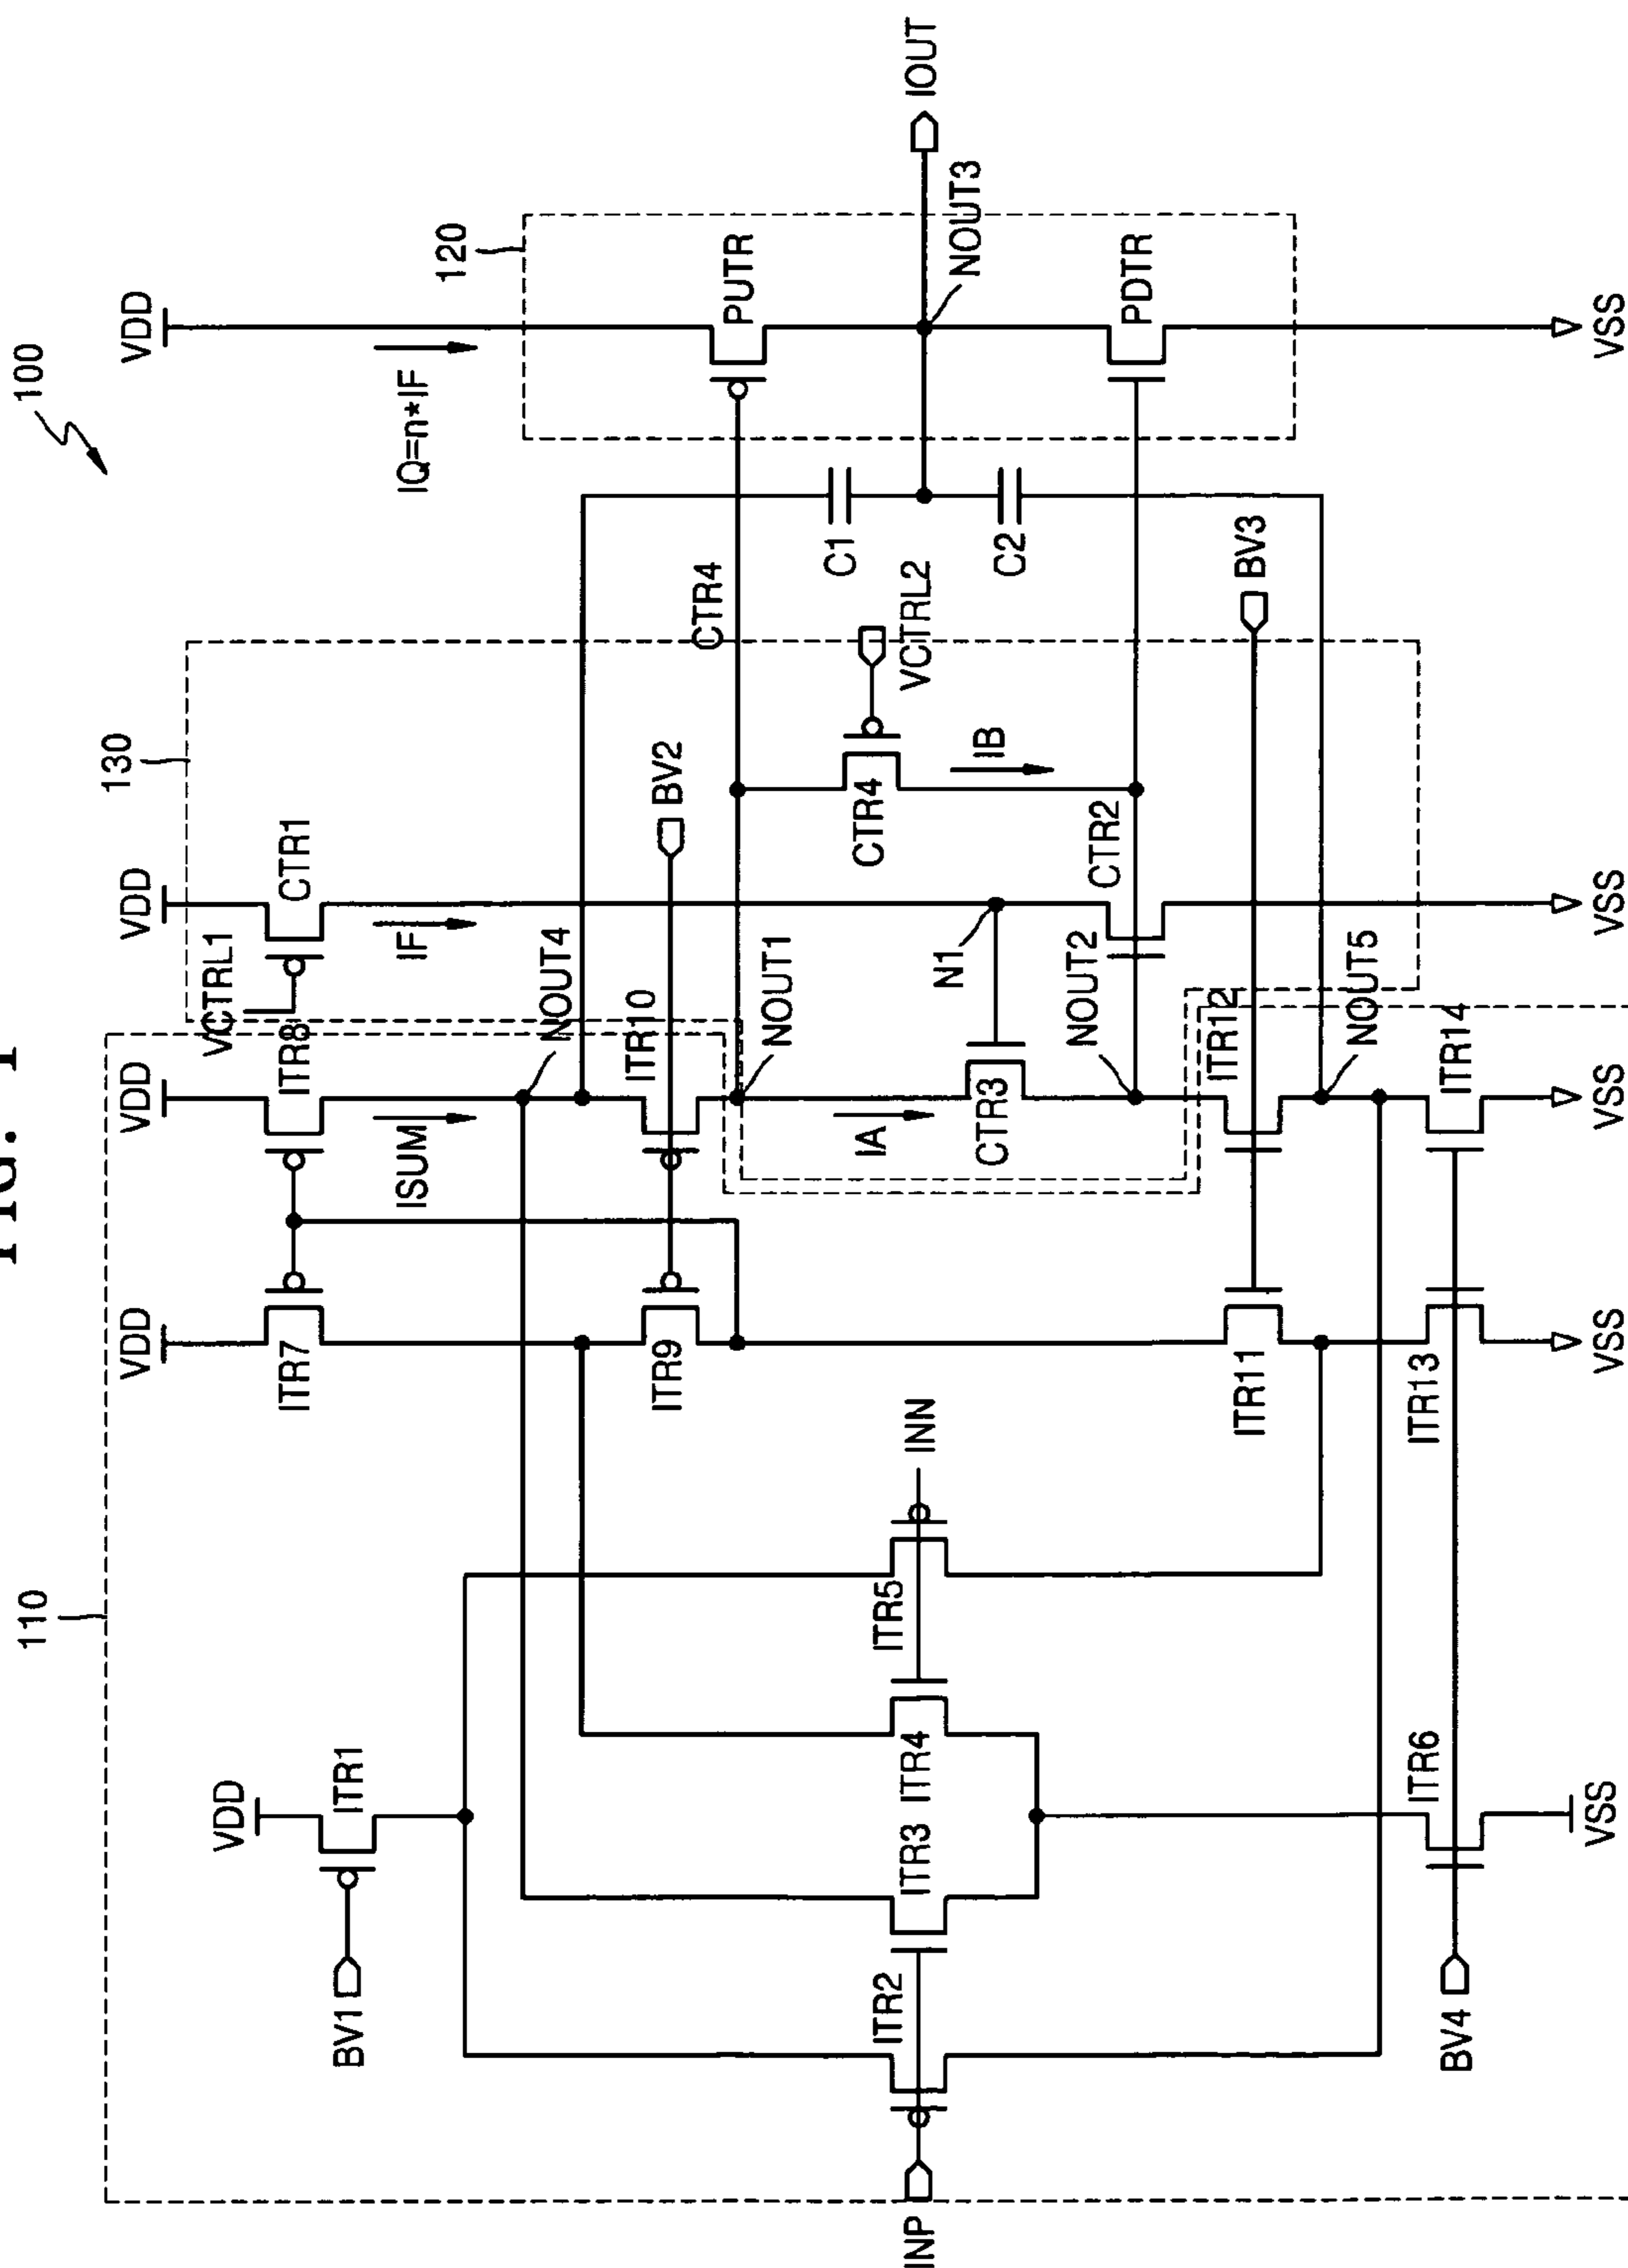 FIG. 1
100
110
130
120
VDD
VDD
VDD
VDD
VDD
BV1
ITR1
ITR7
ITR8
VCTRL1
CTR1
IF
ISUM
IQ=n*IF
NOUT4
ITR9
ITR10
BV2
NOUT1
CTR4
PUTR
INP
ITR2
ITR3
ITR4
ITR5
INN
IA
CTR3
N1
CTR4
VCTRL2
IB
C1
C2
IOUT
NOUT3
NOUT2
CTR2
PDTR
ITR11
ITR12
BV3
NOUT5
BV4
ITR6
ITR13
ITR14
VSS
VSS
VSS
VSS
VSS